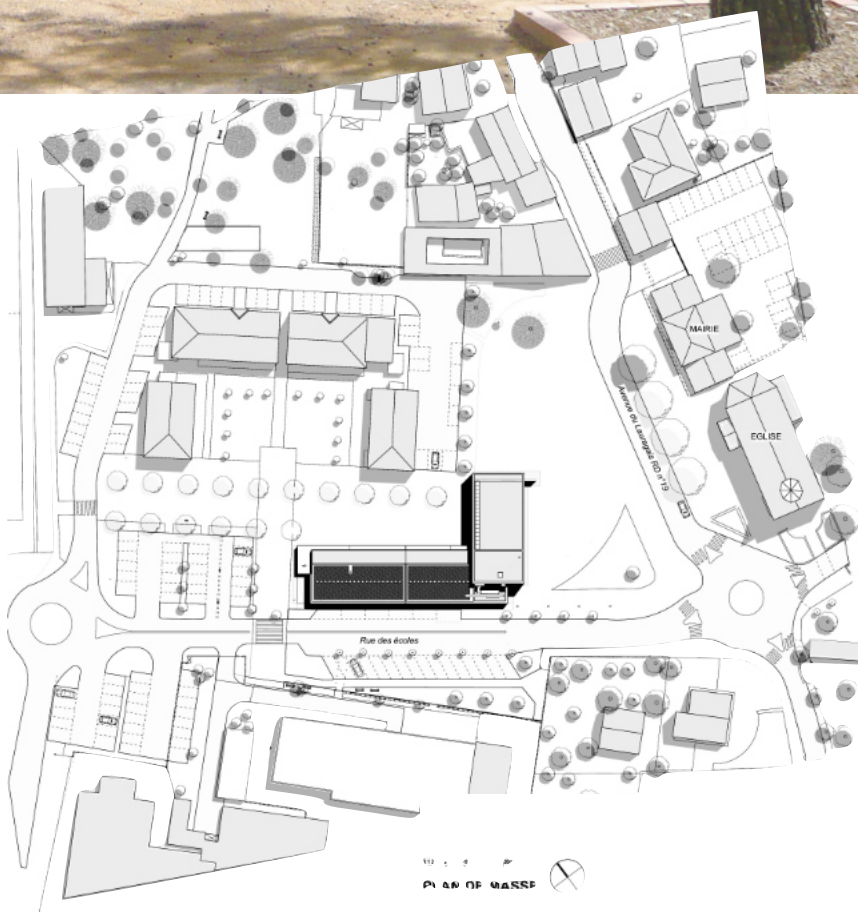 MAIRIE
Avenue du Lauragais RD n°19
EGLISE
Rue des écoles
PLAN DE MASSE